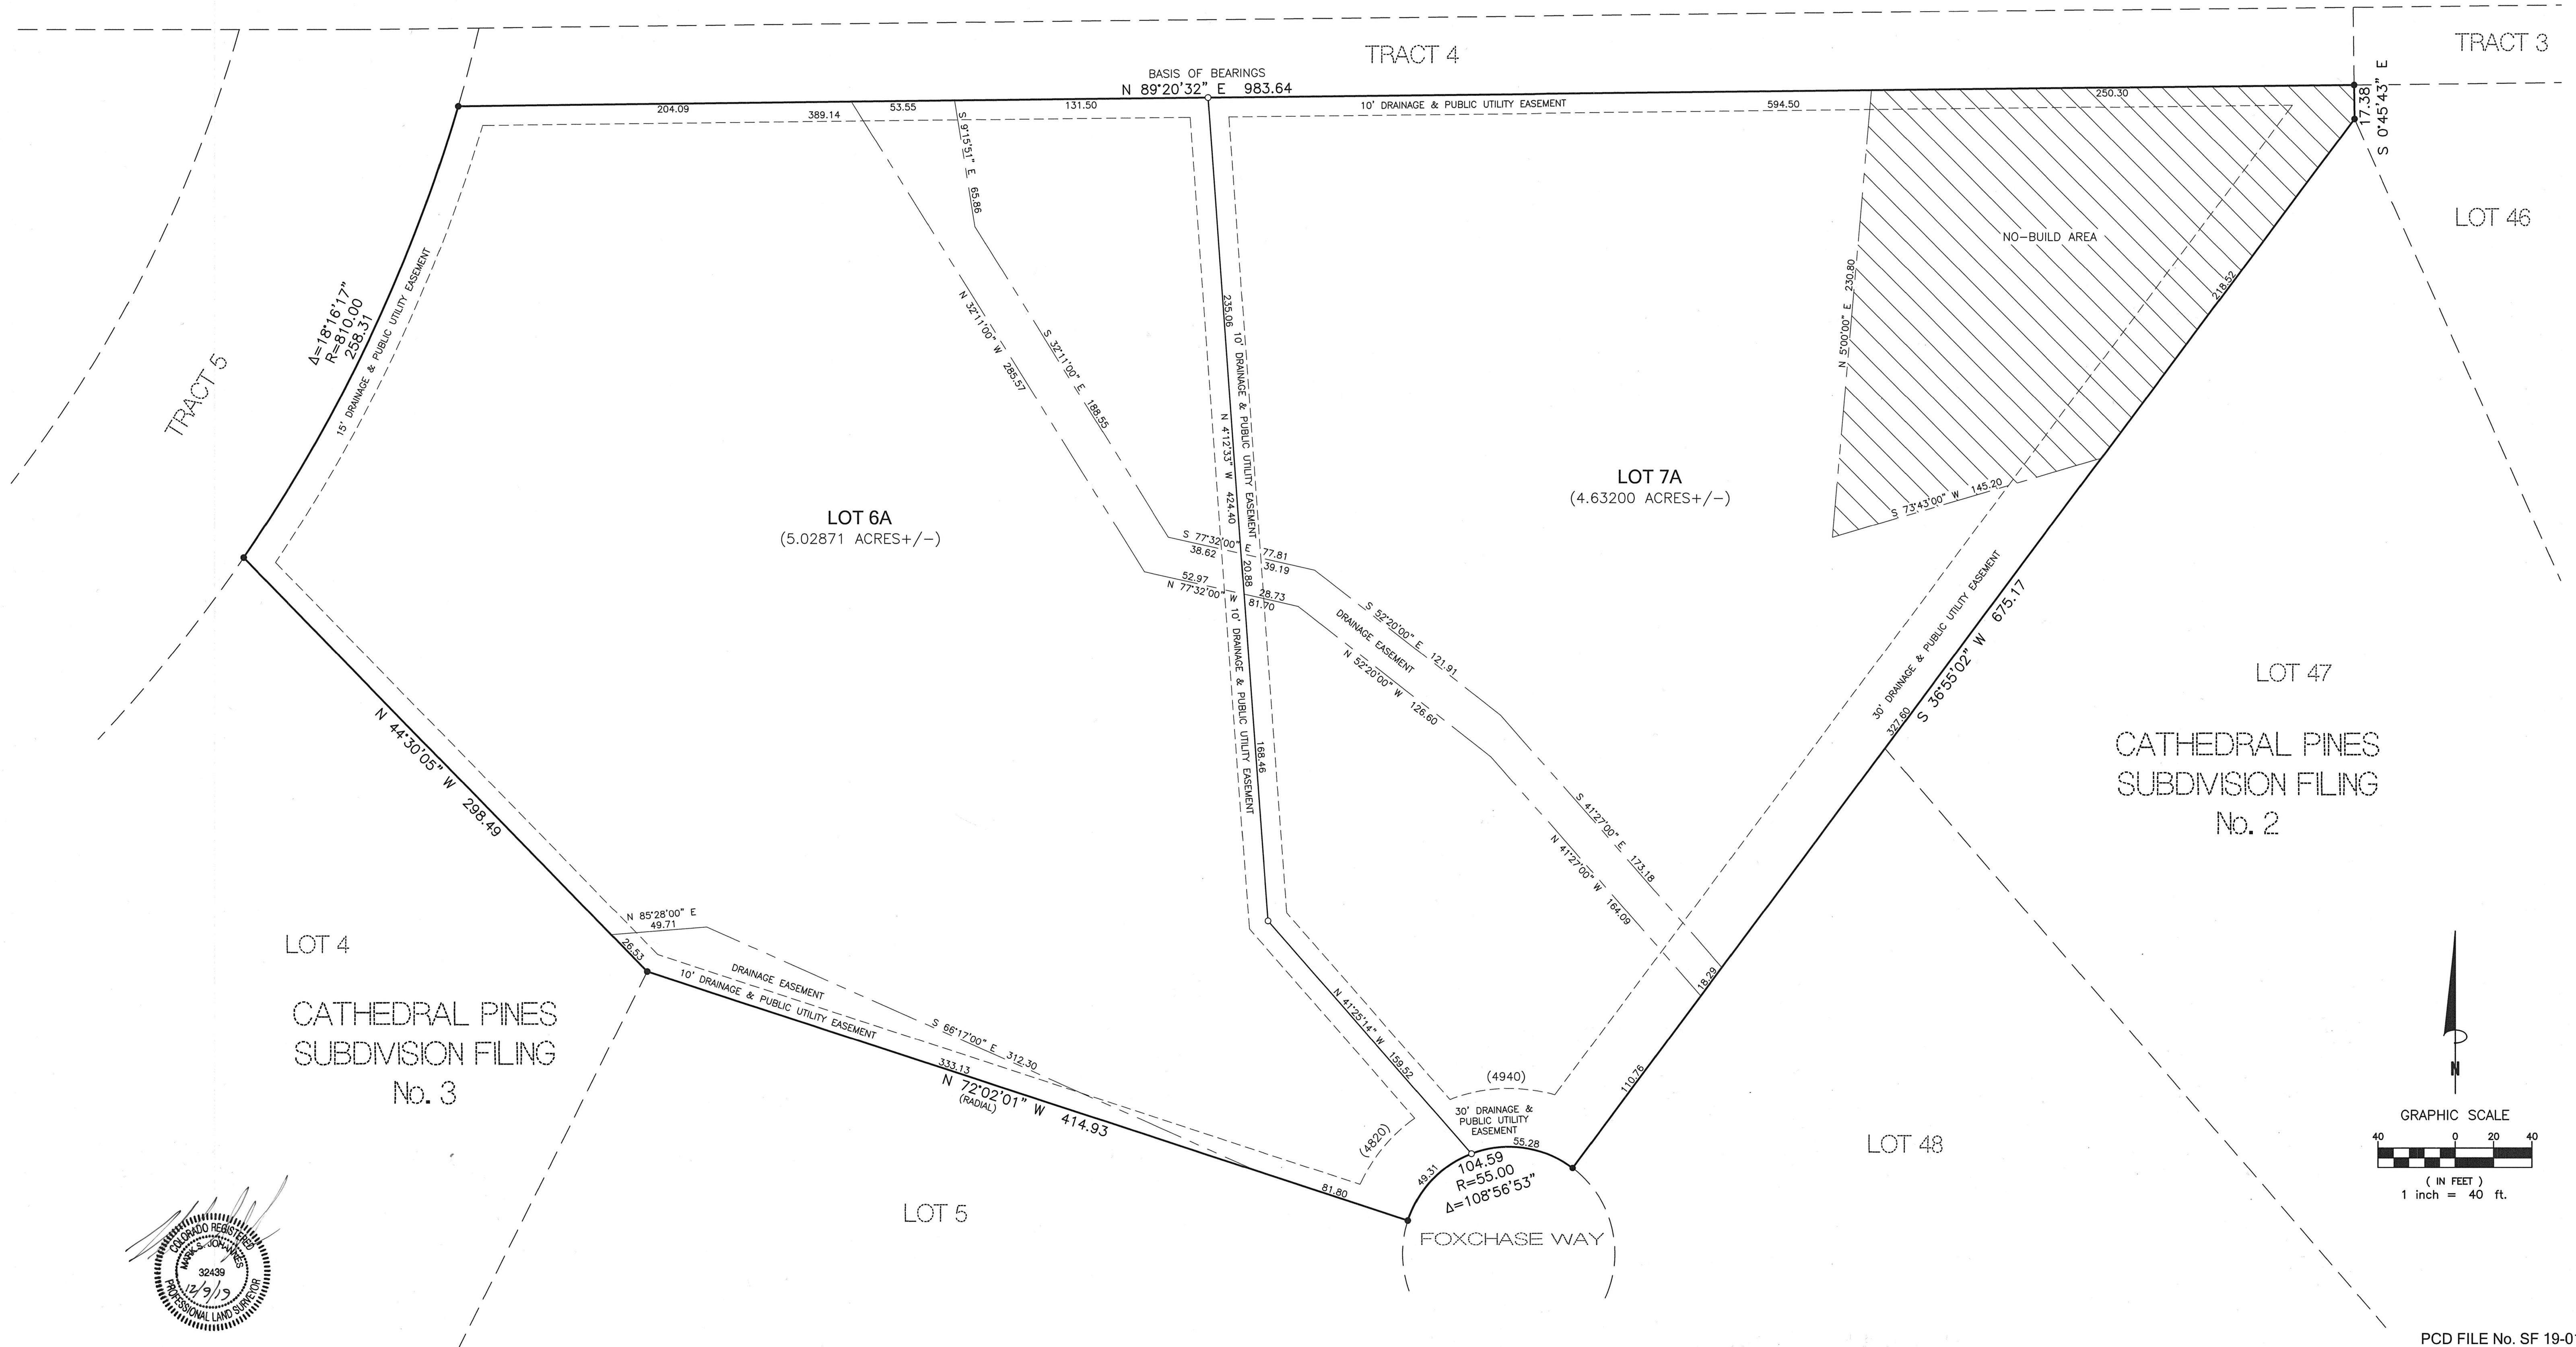 TRACT 4
TRACT 3
BASIS OF BEARINGS
N 89°20'32" E 983.64
204.09
53.55
131.50
389.14
10' DRAINAGE & PUBLIC UTILITY EASEMENT
594.50
250.30
17.38
S 0°45'43" E
S 9°15'51" E 65.86
LOT 46
NO-BUILD AREA
218.52
N 5°00'00" E 230.80
S 73°43'00" W 145.20
Δ=18°16'17"
R=810.00
258.31
15' DRAINAGE & PUBLIC UTILITY EASEMENT
TRACT 5
N 32°11'00" W 285.57
S 32°11'00" E 188.55
235.06
10' DRAINAGE & PUBLIC UTILITY EASEMENT
N 4°12'33" W 424.40
LOT 6A
(5.02871 ACRES+/-)
LOT 7A
(4.63200 ACRES+/-)
S 77°32'00" E 77.81
38.62
39.19
20.88
52.97
28.73
N 77°32'00" W 81.70
10' DRAINAGE & PUBLIC UTILITY EASEMENT
168.46
S 52°20'00" E 121.91
DRAINAGE EASEMENT
N 52°20'00" W 126.60
S 41°27'00" E 173.18
N 41°27'00" W 164.09
30' DRAINAGE & PUBLIC UTILITY EASEMENT
S 36°55'02" W 675.17
327.60
18.29
110.76
LOT 47
CATHEDRAL PINES
SUBDIVISION FILING
No. 2
N 44°30'05" W 298.49
N 85°28'00" E
49.71
26.53
LOT 4
CATHEDRAL PINES
SUBDIVISION FILING
No. 3
DRAINAGE EASEMENT
10' DRAINAGE & PUBLIC UTILITY EASEMENT
S 66°17'00" E 312.30
333.13
N 72°02'01" W 414.93
(RADIAL)
81.80
N 41°25'14" W 159.52
(4940)
(4820)
30' DRAINAGE &
PUBLIC UTILITY
EASEMENT
55.28
49.31
104.59
R=55.00
Δ=108°56'53"
FOXCHASE WAY
LOT 5
LOT 48
N
GRAPHIC SCALE
40 0 20 40
( IN FEET )
1 inch = 40 ft.
COLORADO REGISTERED
MARK S. JOHANNES
32439
12/9/19
PROFESSIONAL LAND SURVEYOR
PCD FILE No. SF 19-01